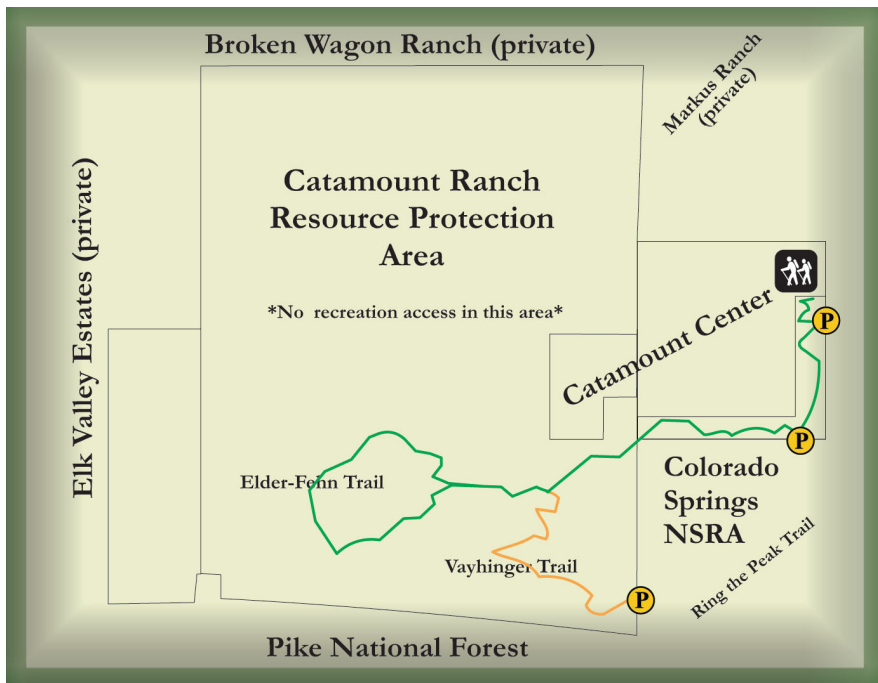 Broken Wagon Ranch (private)
Markus Ranch
(private)
Elk Valley Estates (private)
Catamount Ranch
Resource Protection
Area
*No recreation access in this area*
Catamount Center
P
P
Elder-Fehn Trail
Colorado
Springs
NSRA
Vayhinger Trail
Ring the Peak Trail
P
Pike National Forest